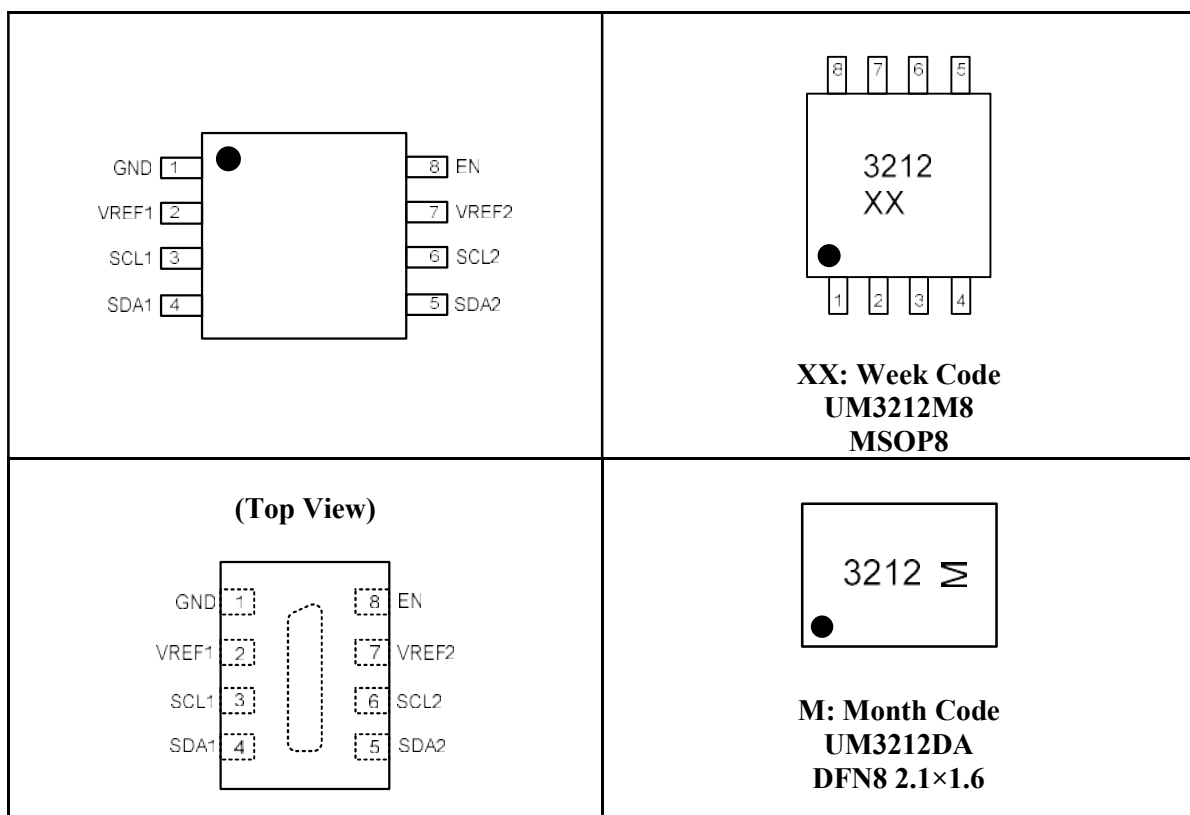 GND 1 8 EN
VREF1 2 7 VREF2
SCL1 3 6 SCL2
SDA1 4 5 SDA2
8 7 6 5
3212
XX
1 2 3 4
XX: Week Code
UM3212M8
MSOP8
(Top View)
GND 1 8 EN
VREF1 2 7 VREF2
SCL1 3 6 SCL2
SDA1 4 5 SDA2
3212 M
M: Month Code
UM3212DA
DFN8 2.1×1.6